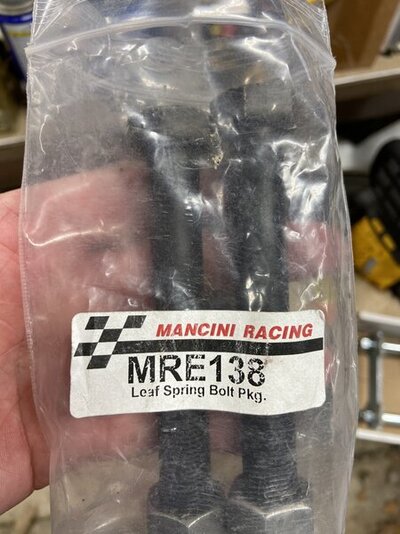 MANCINI RACING
MRE138
Leaf Spring Bolt Pkg.